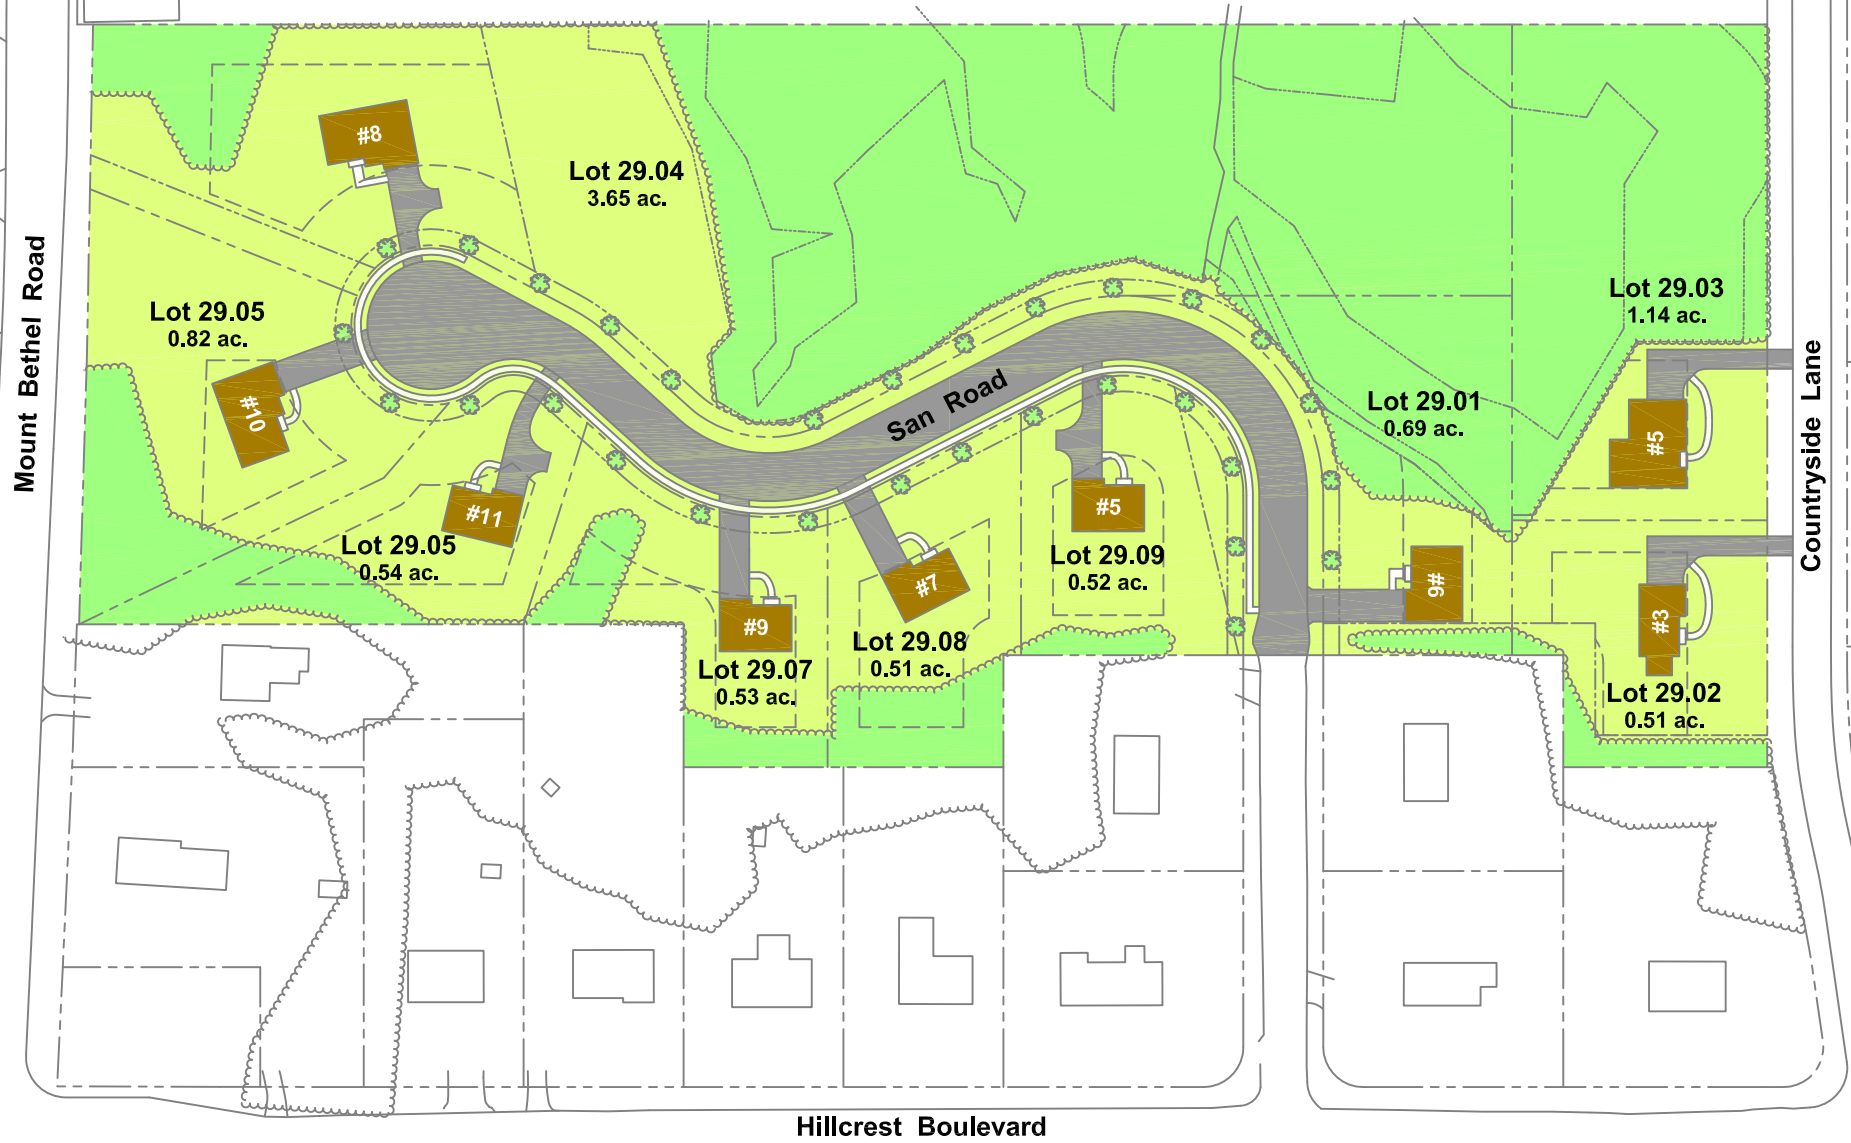 #8
Lot 29.04
3.65 ac.
Mount Bethel Road
Lot 29.05
0.82 ac.
#10
Lot 29.03
1.14 ac.
San Road
Lot 29.01
0.69 ac.
#5
Countryside Lane
#11
Lot 29.05
0.54 ac.
#5
Lot 29.09
0.52 ac.
#7
#9
Lot 29.08
0.51 ac.
Lot 29.07
0.53 ac.
#3
Lot 29.02
0.51 ac.
Hillcrest Boulevard